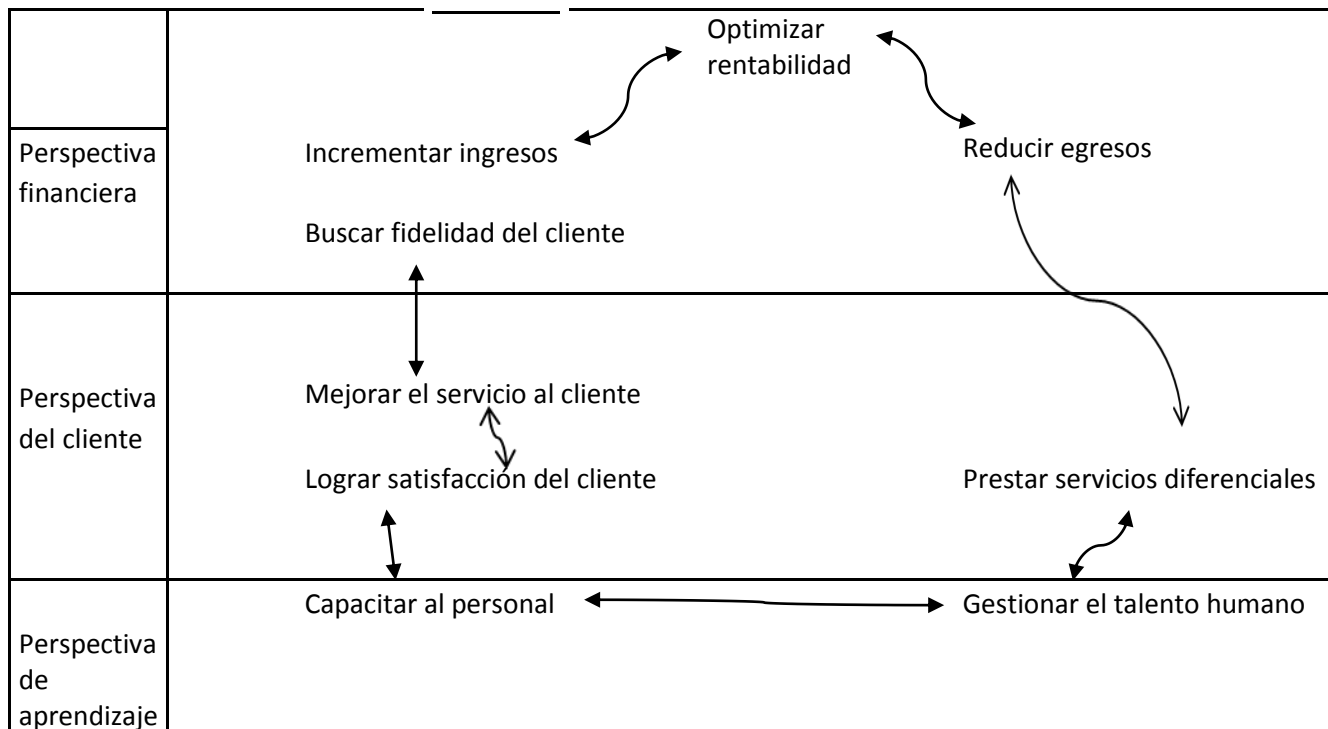 Optimizar
rentabilidad
Perspectiva
financiera
Incrementar ingresos
Reducir egresos
Buscar fidelidad del cliente
Perspectiva
del cliente
Mejorar el servicio al cliente
Lograr satisfacción del cliente
Prestar servicios diferenciales
Perspectiva
de
aprendizaje
Capacitar al personal
Gestionar el talento humano